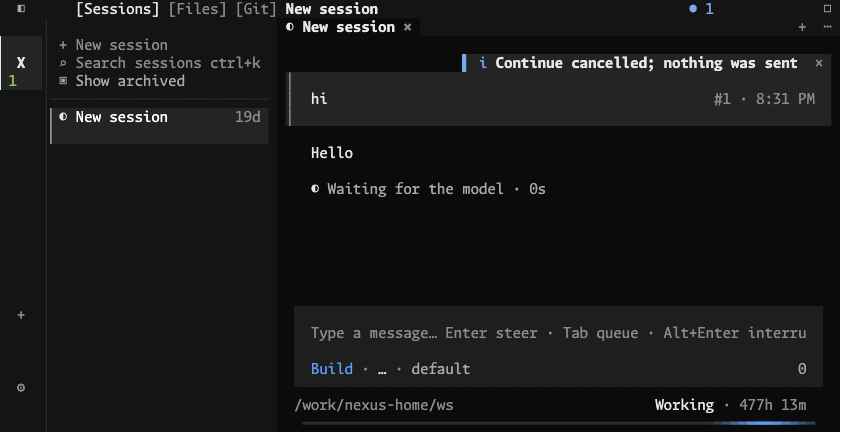 [Sessions] [Files] [Git] New session ● 1
◐ New session × + ⋯
+ New session
X
⌕ Search sessions ctrl+k
1
▣ Show archived
◐ New session 19d
i Continue cancelled; nothing was sent ×
hi #1 · 8:31 PM
Hello
◐ Waiting for the model · 0s
+
Type a message… Enter steer · Tab queue · Alt+Enter interru
Build · … · default 0
⚙
/work/nexus-home/ws Working · 477h 13m